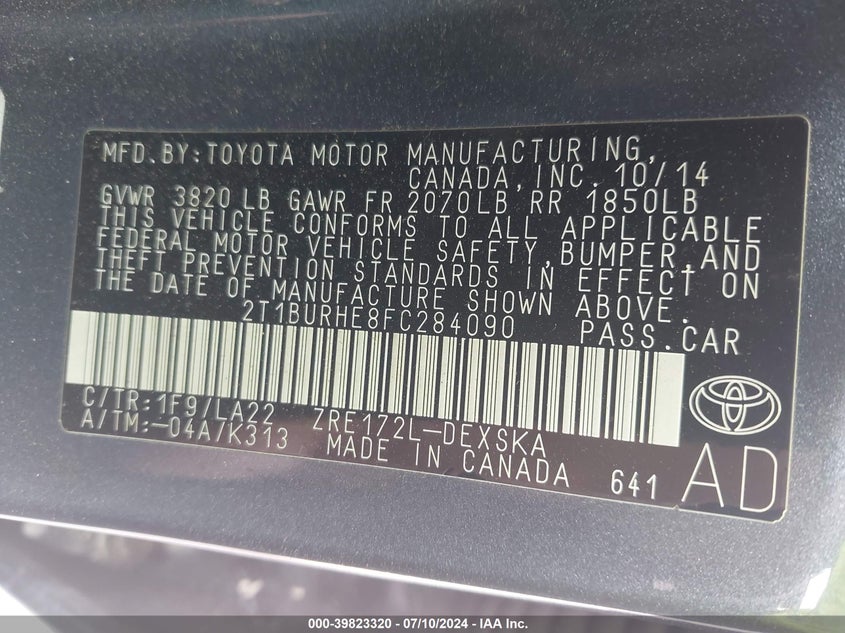 MFD.BY:TOYOTA MOTOR MANUFACTURING,
CANADA,INC. 10/14
GVWR 3820 LB GAWR FR 2070LB RR 1850LB
THIS VEHICLE CONFORMS TO ALL APPLICABLE
FEDERAL MOTOR VEHICLE SAFETY,BUMPER,AND
THEFT PREVENTION STANDARDS IN EFFECT ON
THE DATE OF MANUFACTURE SHOWN ABOVE.
2T1BURHE8FC284090 PASS.CAR
C/TR:1F9/LA22 ZRE172L-DEXSKA
A/TM:-04A/K313 MADE IN CANADA 641 AD
000-39823320 - 07/10/2024 - IAA Inc.